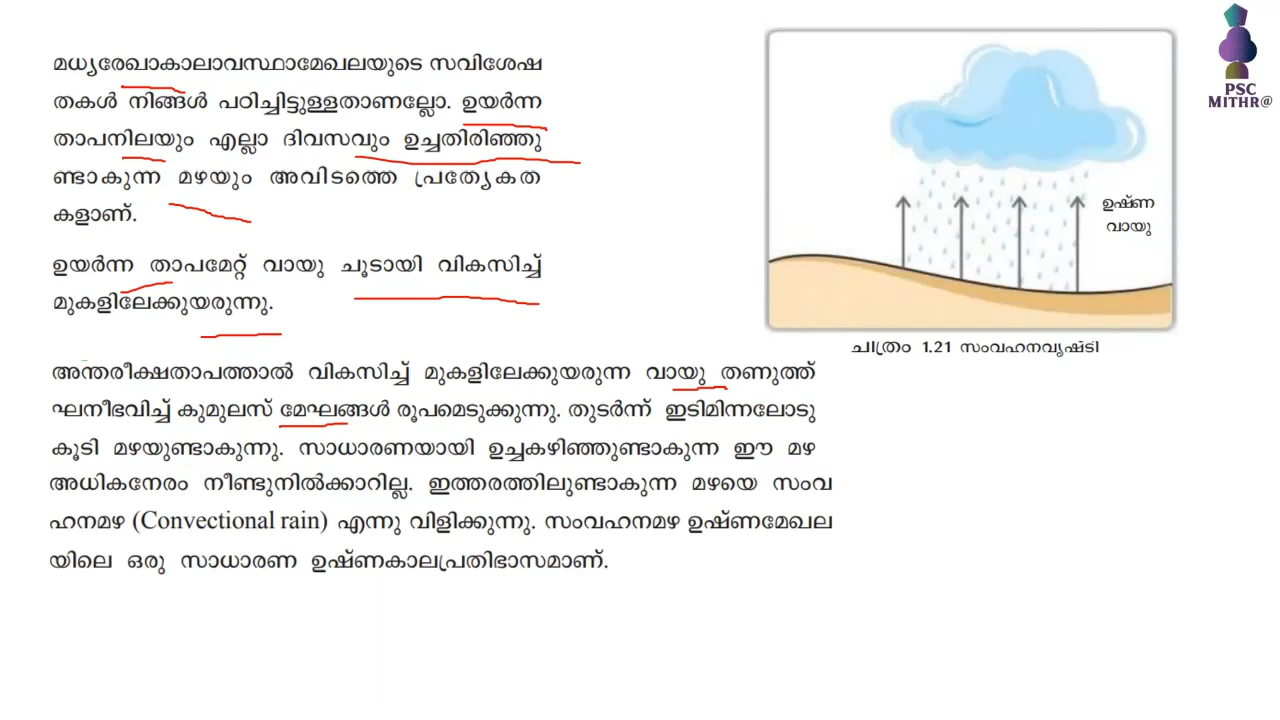 മധ്യരേഖാകാലാവസ്ഥാമേഖലയുടെ സവിശേഷ
തകൾ നിങ്ങൾ പഠിച്ചിട്ടുള്ളതാണല്ലോ. ഉയർന്ന
താപനിലയും എല്ലാ ദിവസവും ഉച്ചതിരിഞ്ഞു
ണ്ടാകുന്ന മഴയും അവിടത്തെ പ്രത്യേകത
കളാണ്.
ഉയർന്ന താപമേറ്റ് വായു ചൂടായി വികസിച്ച്
മുകളിലേക്കുയരുന്നു.
അന്തരീക്ഷതാപത്താൽ വികസിച്ച് മുകളിലേക്കുയരുന്ന വായു തണുത്ത്
ഘനീഭവിച്ച് കുമുലസ് മേഘങ്ങൾ രൂപമെടുക്കുന്നു. തുടർന്ന് ഇടിമിന്നലോടു
കൂടി മഴയുണ്ടാകുന്നു. സാധാരണയായി ഉച്ചകഴിഞ്ഞുണ്ടാകുന്ന ഈ മഴ
അധികനേരം നീണ്ടുനിൽക്കാറില്ല. ഇത്തരത്തിലുണ്ടാകുന്ന മഴയെ സംവ
ഹനമഴ (Convectional rain) എന്നു വിളിക്കുന്നു. സംവഹനമഴ ഉഷ്ണമേഖല
യിലെ ഒരു സാധാരണ ഉഷ്ണകാലപ്രതിഭാസമാണ്.
ഉഷ്ണ
വായു
ചിത്രം 1.21 സംവഹനവൃഷ്ടി
PSC
MITHR@